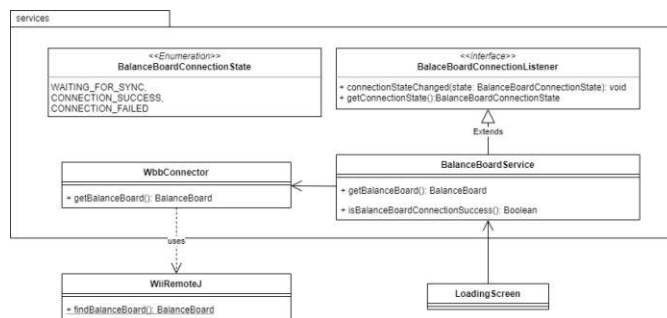 services
<<Enumeration>>
BalanceBoardConnectionState
WAITING_FOR_SYNC,
CONNECTION_SUCCESS,
CONNECTION_FAILED
<<Interface>>
BalaceBoardConnectionListener
+ connectionStateChanged(state: BalanceBoardConnectionState): void
+ getConnectionState():BalanceBoardConnectionState
Extends
WbbConnector
+ getBalanceBoard(): BalanceBoard
BalanceBoardService
+ getBalanceBoard(): BalanceBoard
+ isBalanceBoardConnectionSuccess(): Boolean
uses
WiiRemoteJ
+ findBalanceBoard(): BalanceBoard
LoadingScreen